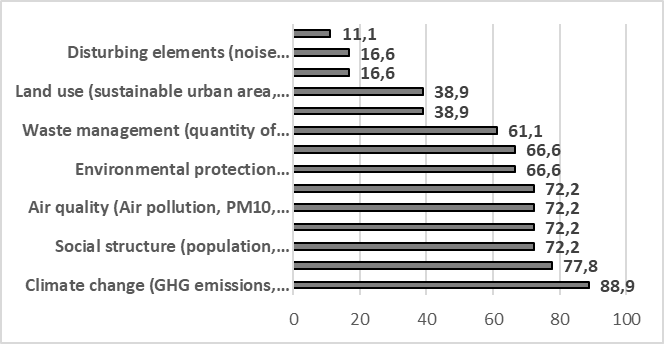 11,1
Disturbing elements (noise... 16,6
16,6
Land use (sustainable urban area,... 38,9
38,9
Waste management (quantity of... 61,1
66,6
Environmental protection... 66,6
72,2
Air quality (Air pollution, PM10,... 72,2
72,2
Social structure (population,... 72,2
77,8
Climate change (GHG emissions,... 88,9
0 20 40 60 80 100